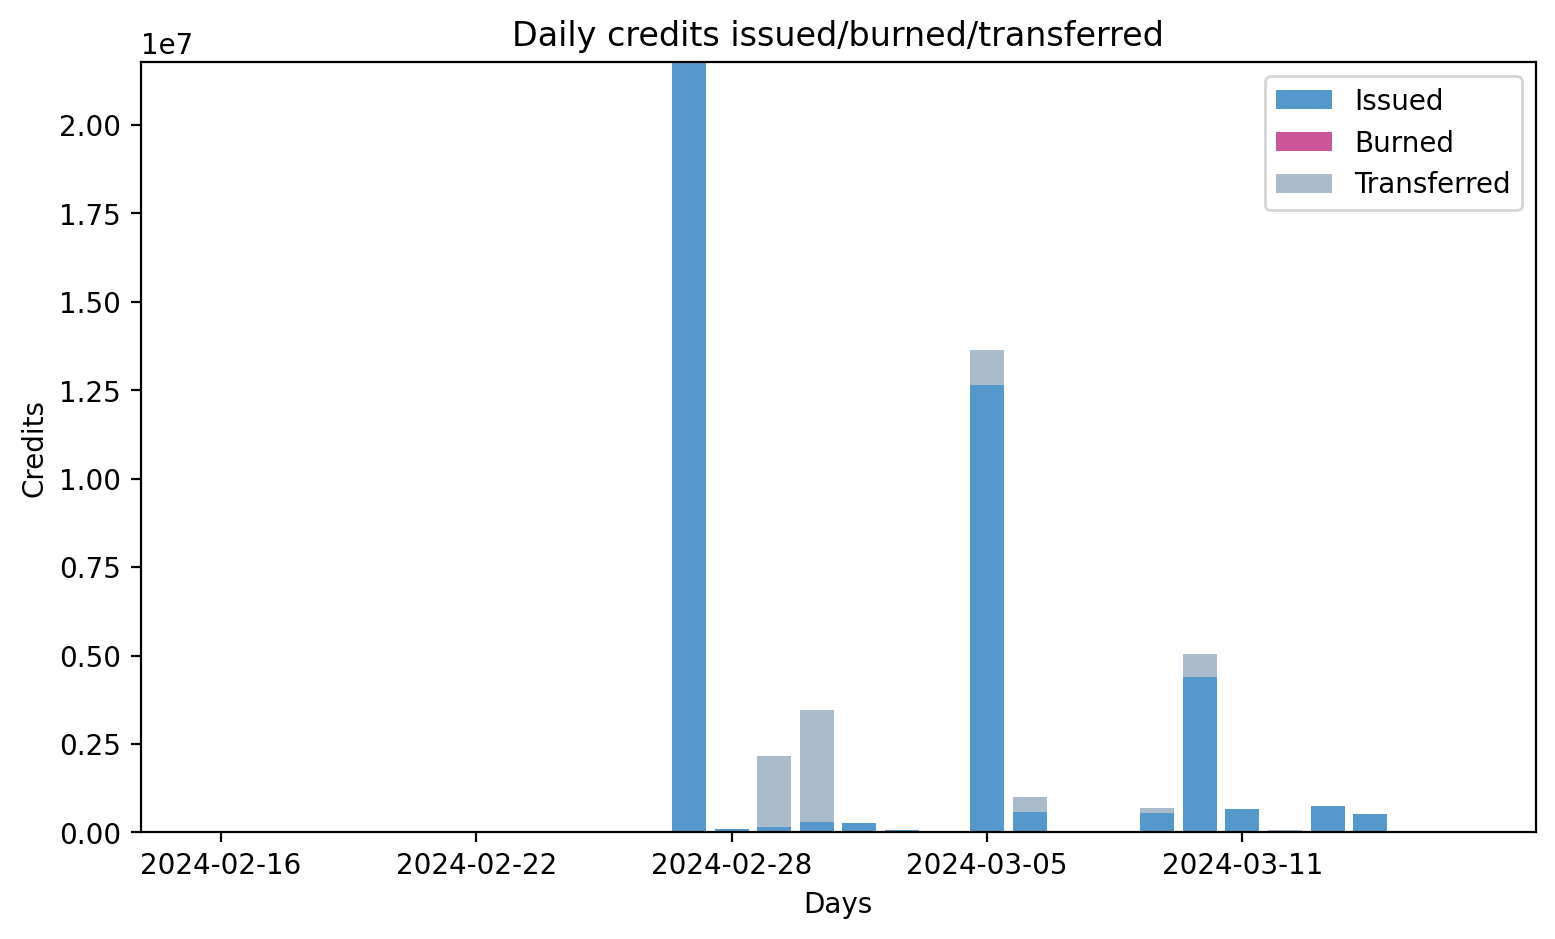 Daily credits issued/burned/transferred
1e7
Issued
Burned
Transferred
2.00
1.75
1.50
1.25
1.00
0.75
0.50
0.25
0.00
Credits
2024-02-16
2024-02-22
2024-02-28
2024-03-05
2024-03-11
Days